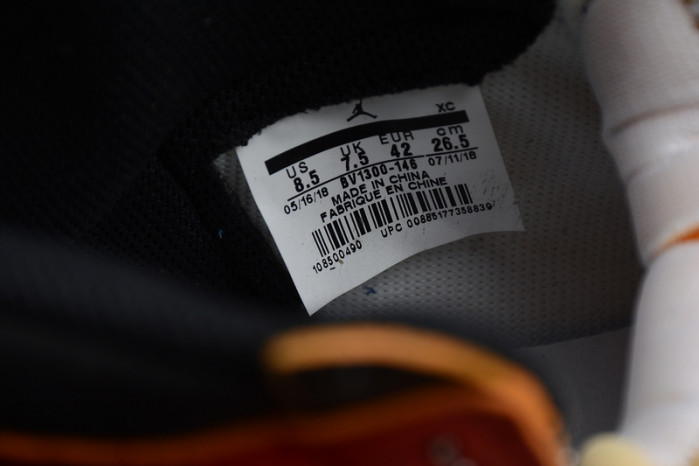 XC
US UK EUR cm
8.5 7.5 42 26.5
05/16/18 BV1300-146 07/11/18
MADE IN CHINA
FABRIQUE EN CHINE
108500490 UPC 00885177358839